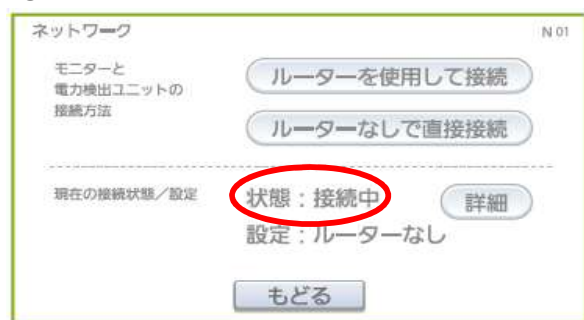 ネットワーク
N 01
モニターと
電力検出ユニットの
接続方法
ルーターを使用して接続
ルーターなしで直接接続
現在の接続状態／設定
状態：接続中
詳細
設定：ルーターなし
もどる